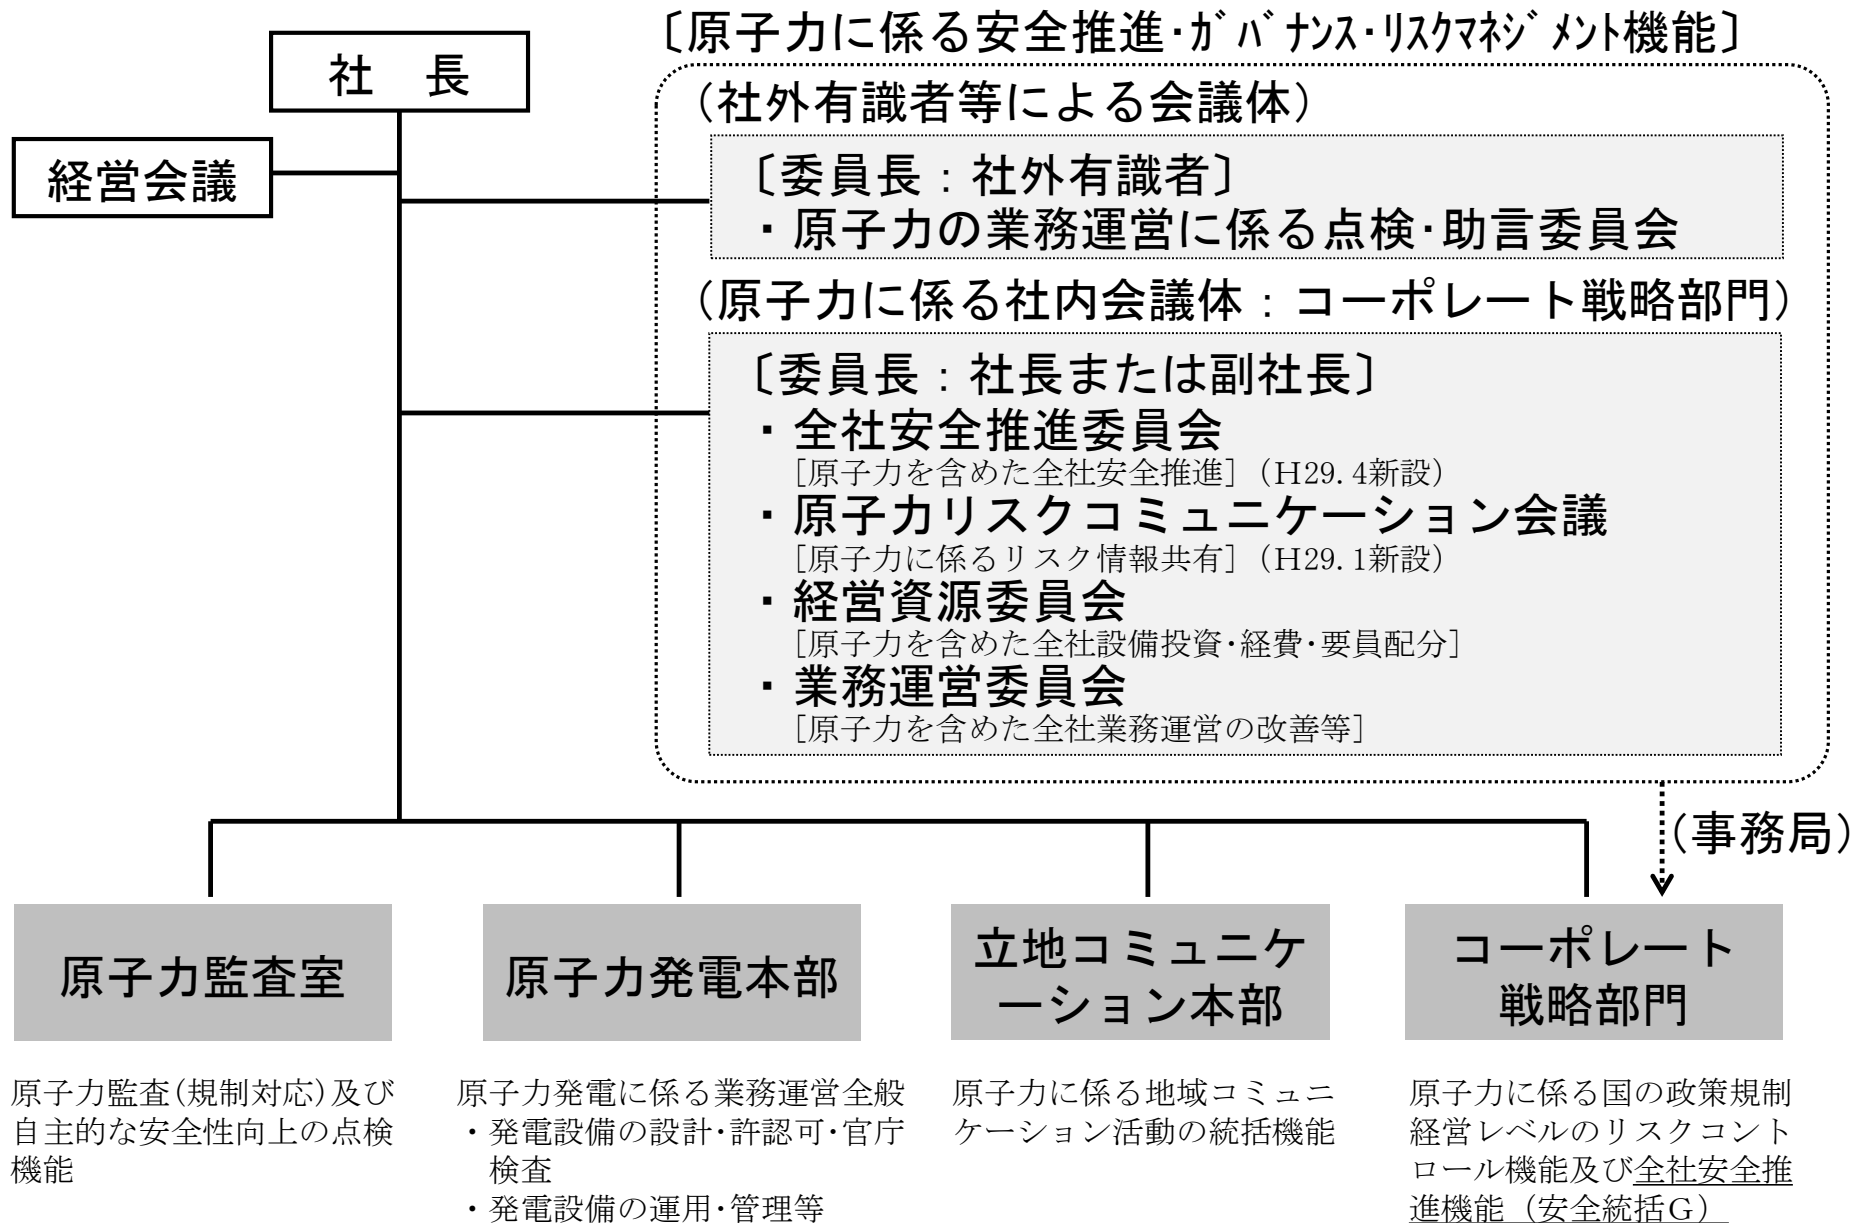 〔原子力に係る安全推進･ｶﾞﾊﾞﾅﾝｽ･ﾘｽｸﾏﾈｼﾞﾒﾝﾄ機能〕
社　長
経営会議
（社外有識者等による会議体）
〔委員長：社外有識者〕
・原子力の業務運営に係る点検･助言委員会
（原子力に係る社内会議体：コーポレート戦略部門）
〔委員長：社長または副社長〕
・全社安全推進委員会
［原子力を含めた全社安全推進］（H29.4新設）
・原子力リスクコミュニケーション会議
［原子力に係るリスク情報共有］（H29.1新設）
・経営資源委員会
［原子力を含めた全社設備投資･経費･要員配分］
・業務運営委員会
［原子力を含めた全社業務運営の改善等］
（事務局）
原子力監査室
原子力発電本部
立地コミュニケ
ーション本部
コーポレート
戦略部門
原子力監査（規制対応）及び
自主的な安全性向上の点検
機能
原子力発電に係る業務運営全般
・発電設備の設計･許認可･官庁
検査
・発電設備の運用･管理等
原子力に係る地域コミュニ
ケーション活動の統括機能
原子力に係る国の政策規制
経営レベルのリスクコント
ロール機能及び全社安全推
進機能（安全統括Ｇ）